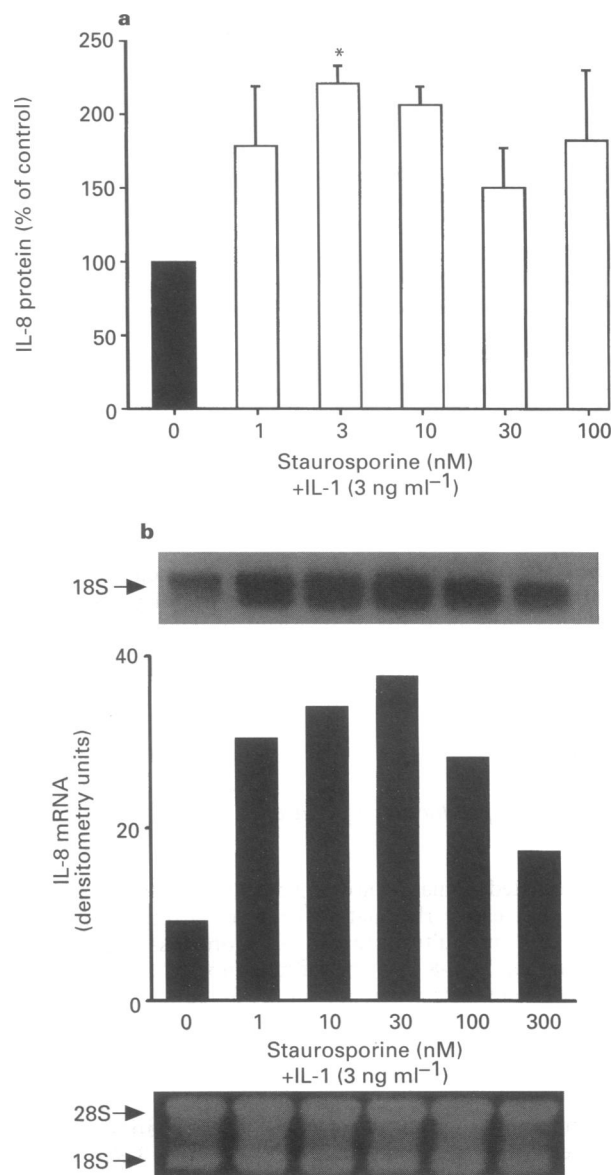 a
IL-8 protein (% of control)
250
200
150
100
50
0
*
0 1 3 10 30 100
Staurosporine (nM)
+IL-1 (3 ng ml⁻¹)
b
18S
IL-8 mRNA
(densitometry units)
40
20
0
0 1 10 30 100 300
Staurosporine (nM)
+IL-1 (3 ng ml⁻¹)
28S
18S